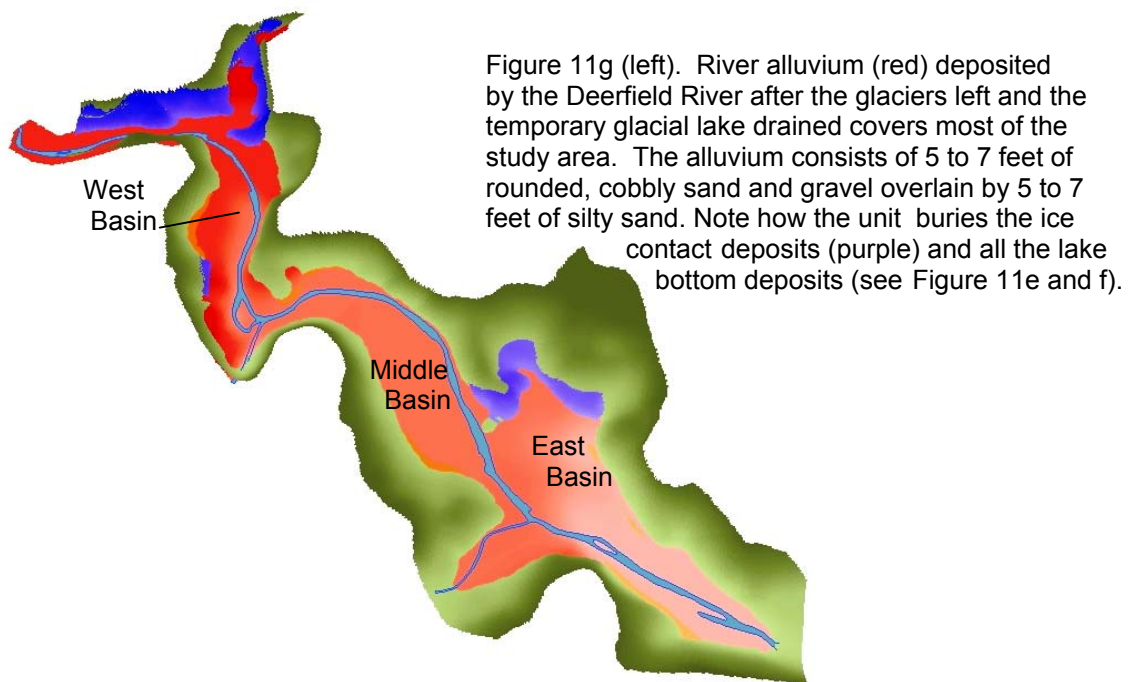 Figure 11g (left). River alluvium (red) deposited
by the Deerfield River after the glaciers left and the
temporary glacial lake drained covers most of the
study area. The alluvium consists of 5 to 7 feet of
rounded, cobbly sand and gravel overlain by 5 to 7
feet of silty sand. Note how the unit buries the ice
contact deposits (purple) and all the lake
bottom deposits (see Figure 11e and f).
West
Basin
Middle
Basin
East
Basin